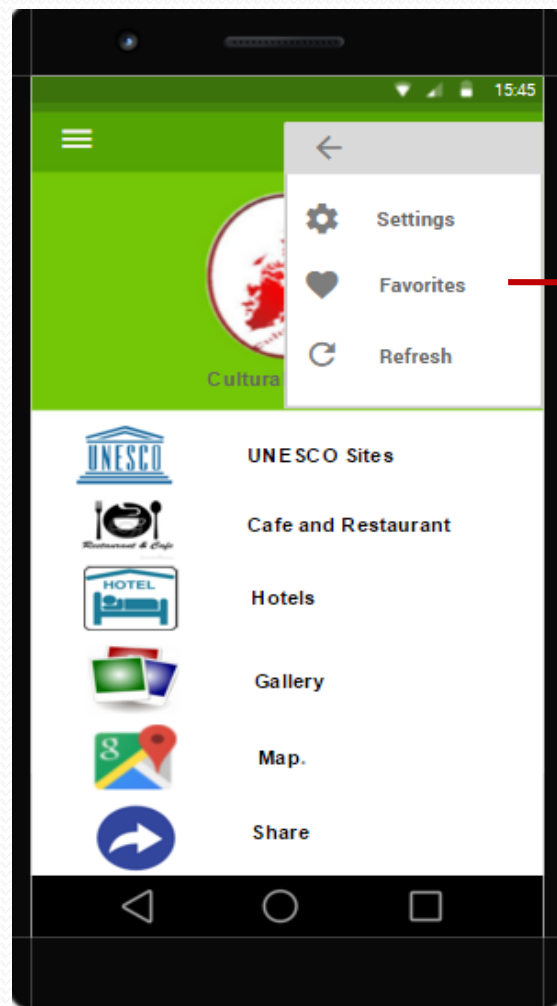 15:45
Settings
Favorites
Refresh
Cultura
UNESCO
UNESCO Sites
Restaurant & Cafe
Cafe and Restaurant
HOTEL
Hotels
Gallery
g
Map.
Share